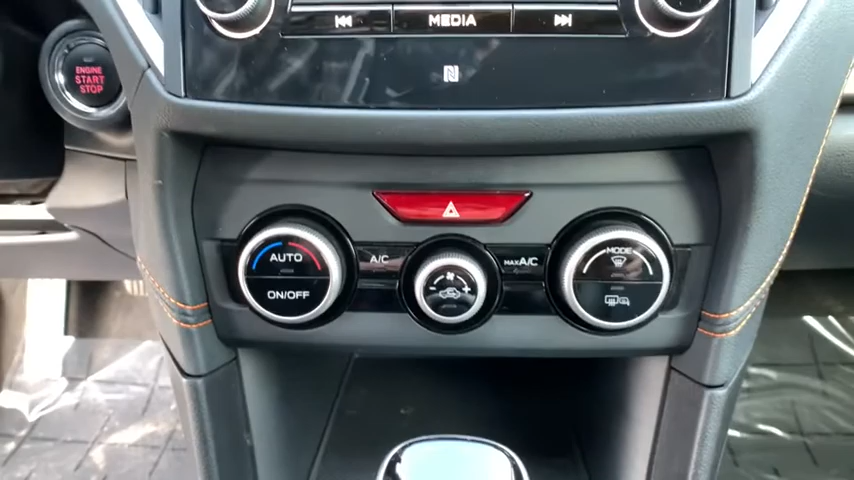 MEDIA
ENGINE
START
STOP
AUTO
ON/OFF
A/C
MAX A/C
MODE